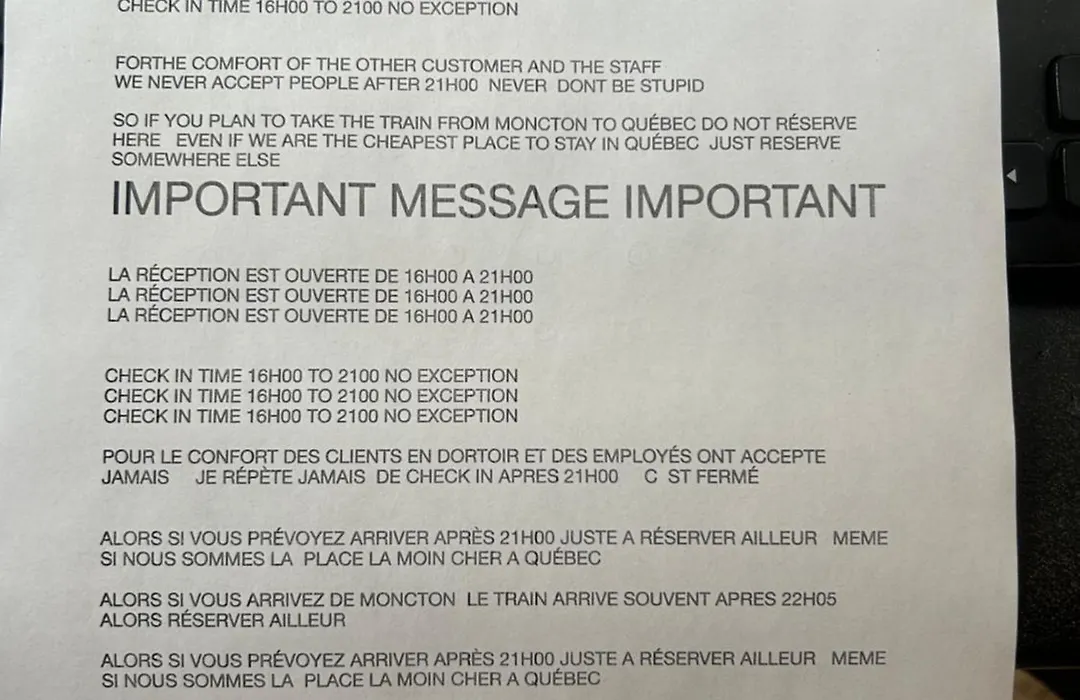 CHECK IN TIME 16H00 TO 2100 NO EXCEPTION
FORTHE COMFORT OF THE OTHER CUSTOMER AND THE STAFF
WE NEVER ACCEPT PEOPLE AFTER 21H00 NEVER DONT BE STUPID
SO IF YOU PLAN TO TAKE THE TRAIN FROM MONCTON TO QUÉBEC DO NOT RÉSERVE
HERE EVEN IF WE ARE THE CHEAPEST PLACE TO STAY IN QUÉBEC JUST RESERVE
SOMEWHERE ELSE
IMPORTANT MESSAGE IMPORTANT
LA RÉCEPTION EST OUVERTE DE 16H00 A 21H00
LA RÉCEPTION EST OUVERTE DE 16H00 A 21H00
LA RÉCEPTION EST OUVERTE DE 16H00 A 21H00
CHECK IN TIME 16H00 TO 2100 NO EXCEPTION
CHECK IN TIME 16H00 TO 2100 NO EXCEPTION
CHECK IN TIME 16H00 TO 2100 NO EXCEPTION
POUR LE CONFORT DES CLIENTS EN DORTOIR ET DES EMPLOYÉS ONT ACCEPTE
JAMAIS JE RÉPÈTE JAMAIS DE CHECK IN APRES 21H00 C ST FERMÉ
ALORS SI VOUS PRÉVOYEZ ARRIVER APRÈS 21H00 JUSTE A RÉSERVER AILLEUR MEME
SI NOUS SOMMES LA PLACE LA MOIN CHER A QUÉBEC
ALORS SI VOUS ARRIVEZ DE MONCTON LE TRAIN ARRIVE SOUVENT APRES 22H05
ALORS RÉSERVER AILLEUR
ALORS SI VOUS PRÉVOYEZ ARRIVER APRÈS 21H00 JUSTE A RÉSERVER AILLEUR MEME
SI NOUS SOMMES LA PLACE LA MOIN CHER A QUÉBEC